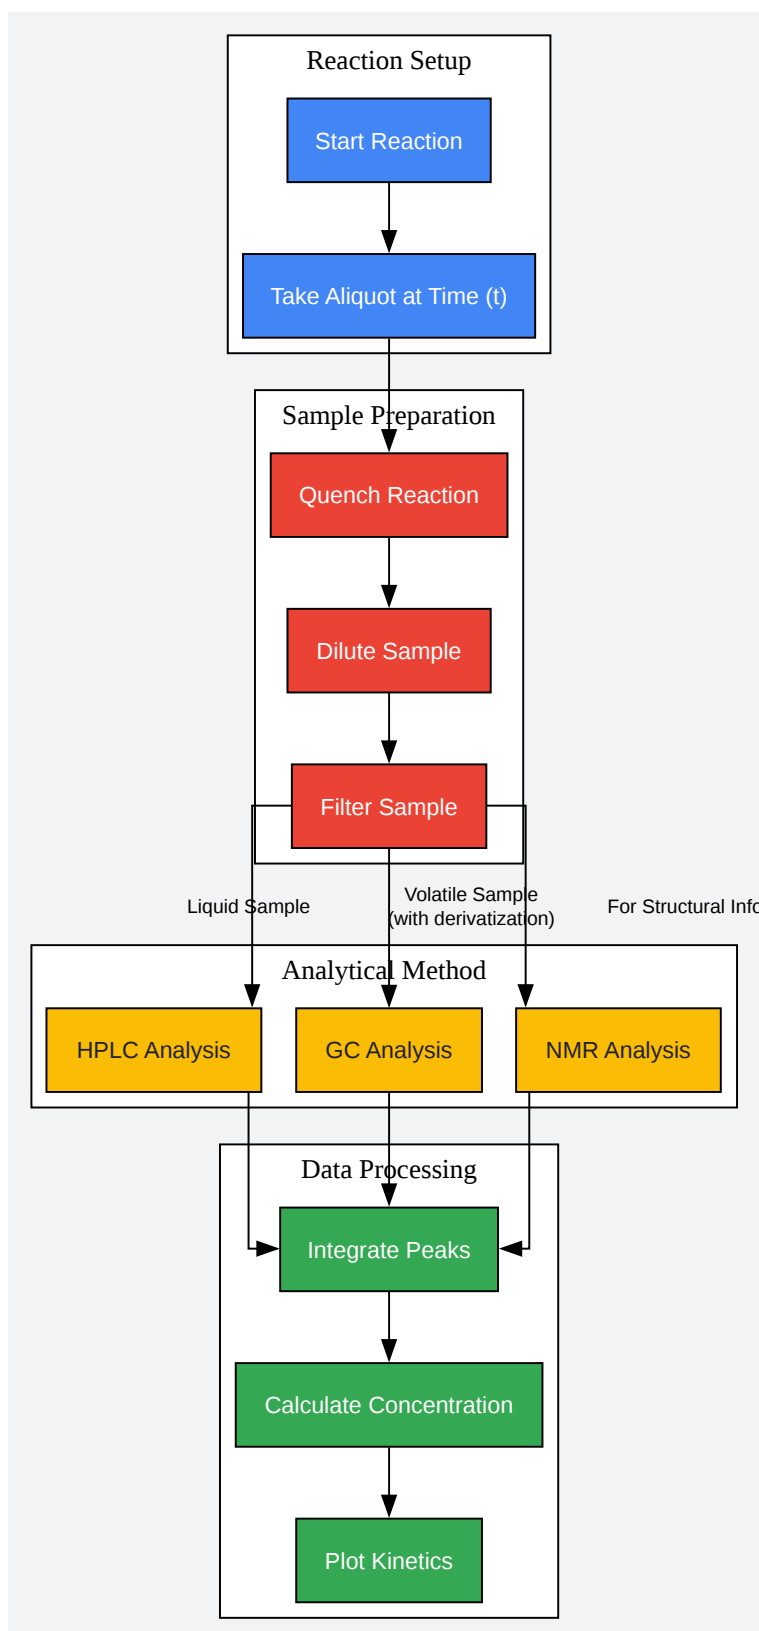 Reaction Setup
Start Reaction
Take Aliquot at Time (t)
Sample Preparation
Quench Reaction
Dilute Sample
Filter Sample
Liquid Sample
Volatile Sample
(with derivatization)
For Structural Info
Analytical Method
HPLC Analysis
GC Analysis
NMR Analysis
Data Processing
Integrate Peaks
Calculate Concentration
Plot Kinetics